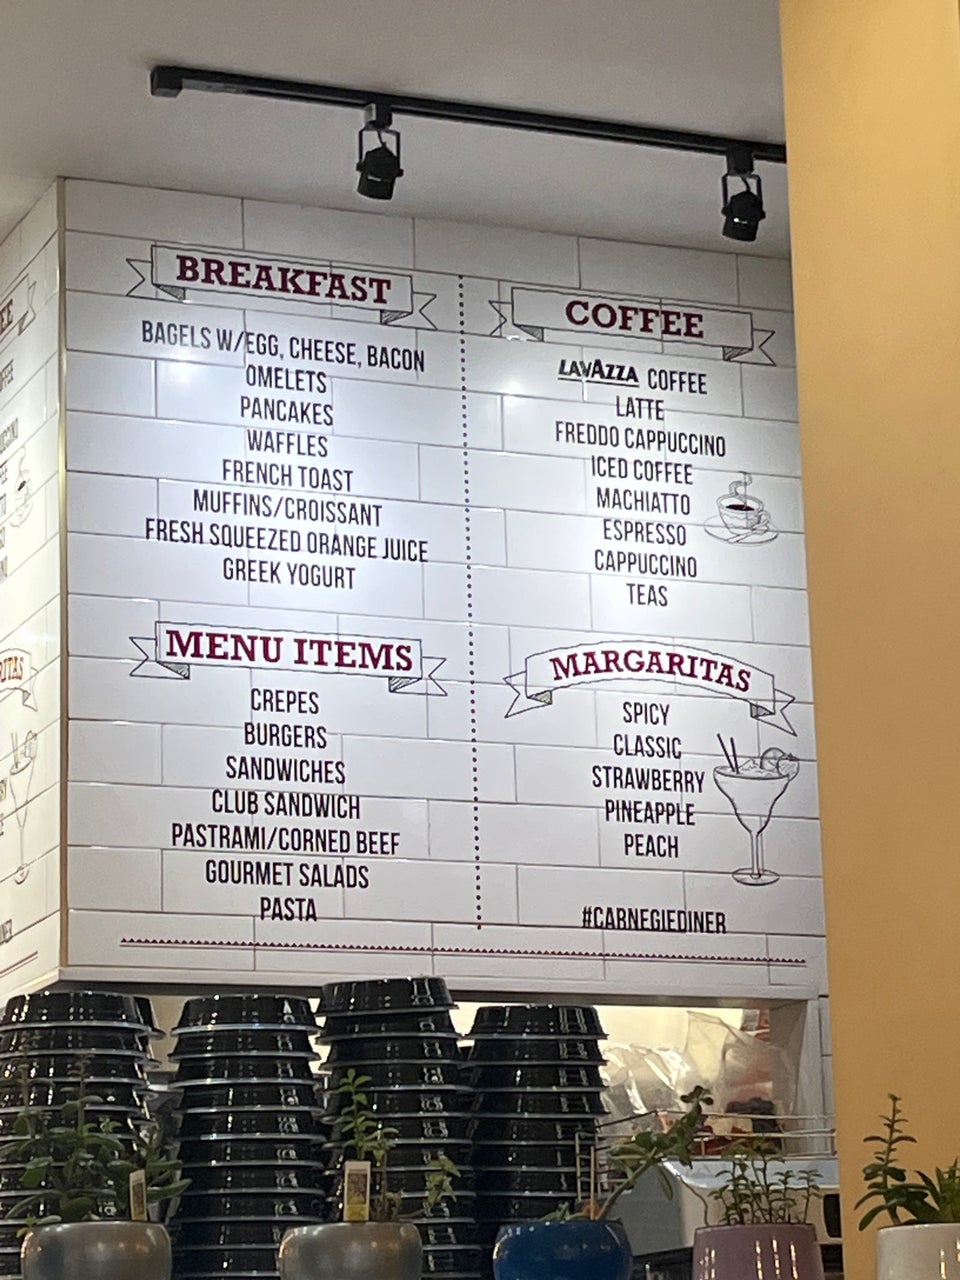 BREAKFAST
BAGELS W/EGG, CHEESE, BACON
OMELETS
PANCAKES
WAFFLES
FRENCH TOAST
MUFFINS/CROISSANT
FRESH SQUEEZED ORANGE JUICE
GREEK YOGURT
MENU ITEMS
CREPES
BURGERS
SANDWICHES
CLUB SANDWICH
PASTRAMI/CORNED BEEF
GOURMET SALADS
PASTA
COFFEE
LAVAZZA COFFEE
LATTE
FREDDO CAPPUCCINO
ICED COFFEE
MACHIATTO
ESPRESSO
CAPPUCCINO
TEAS
MARGARITAS
SPICY
CLASSIC
STRAWBERRY
PINEAPPLE
PEACH
#CARNEGIEDINER